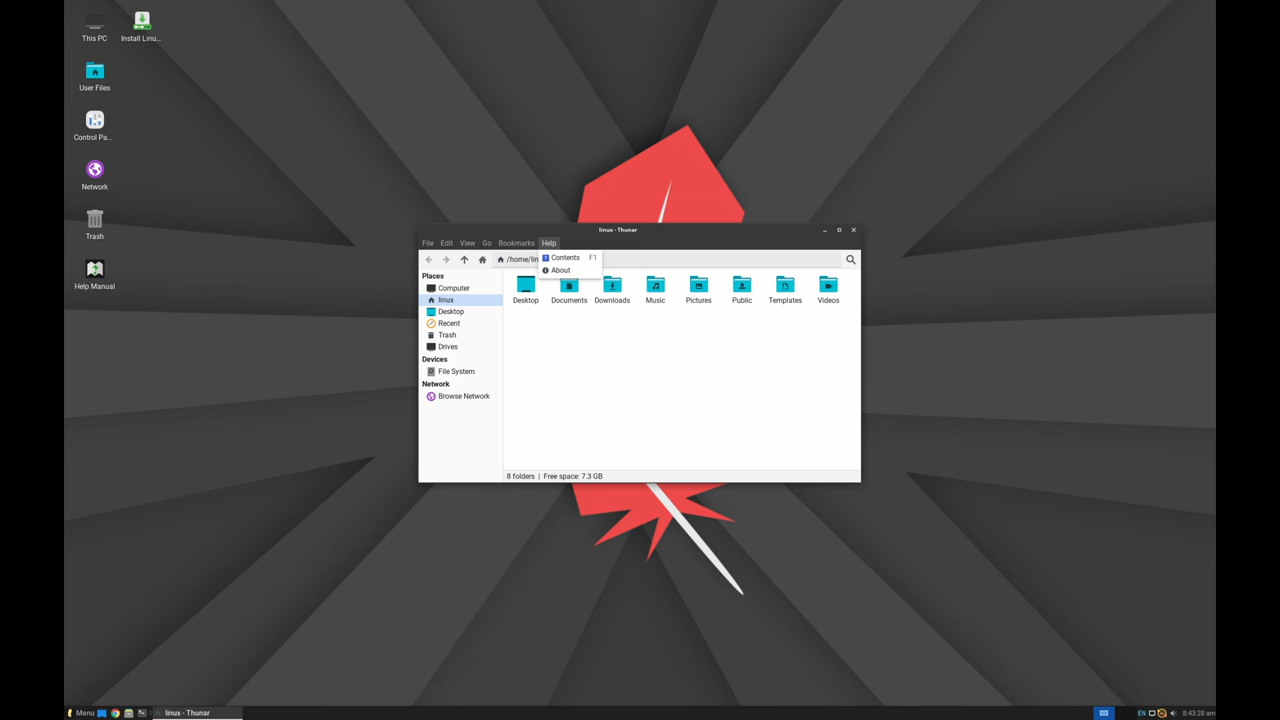 This PC
Install Linu...
User Files
Control Pa...
Network
Trash
Help Manual
linux - Thunar
File Edit View Go Bookmarks Help
/home/lin
Contents F1
About
Places
Computer
linux
Desktop
Recent
Trash
Drives
Devices
File System
Network
Browse Network
Desktop Documents Downloads Music Pictures Public Templates Videos
8 folders | Free space: 7.3 GB
Menu
linux - Thunar
EN
8:43:28 am